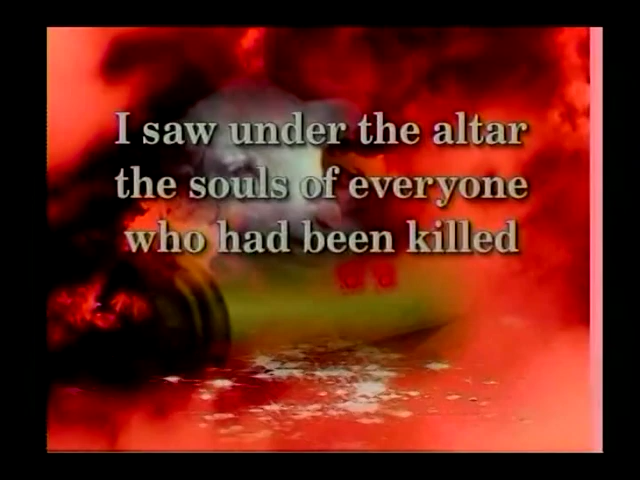 I saw under the altar
the souls of everyone
who had been killed